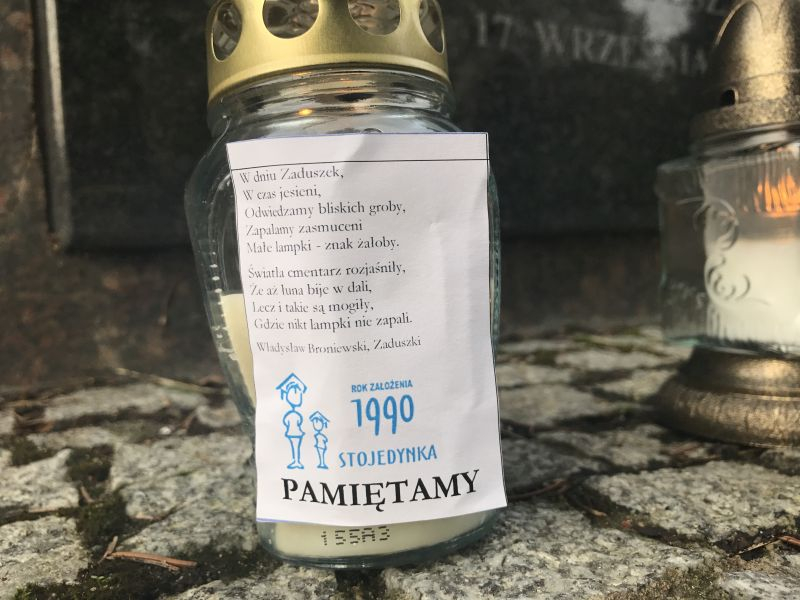 17 WRZEŚNIA
W dniu Zaduszek,
W czas jesieni,
Odwiedzamy bliskich groby,
Zapalamy zasmuceni
Małe lampki - znak żałoby.
Światła cmentarz rozjaśniły,
Że aż łuna bije w dali,
Lecz i takie są mogiły,
Gdzie nikt lampki nie zapali.
Władysław Broniewski, Zaduszki
ROK ZAŁOŻENIA
1990
STOJEDYNKA
PAMIĘTAMY
155A3